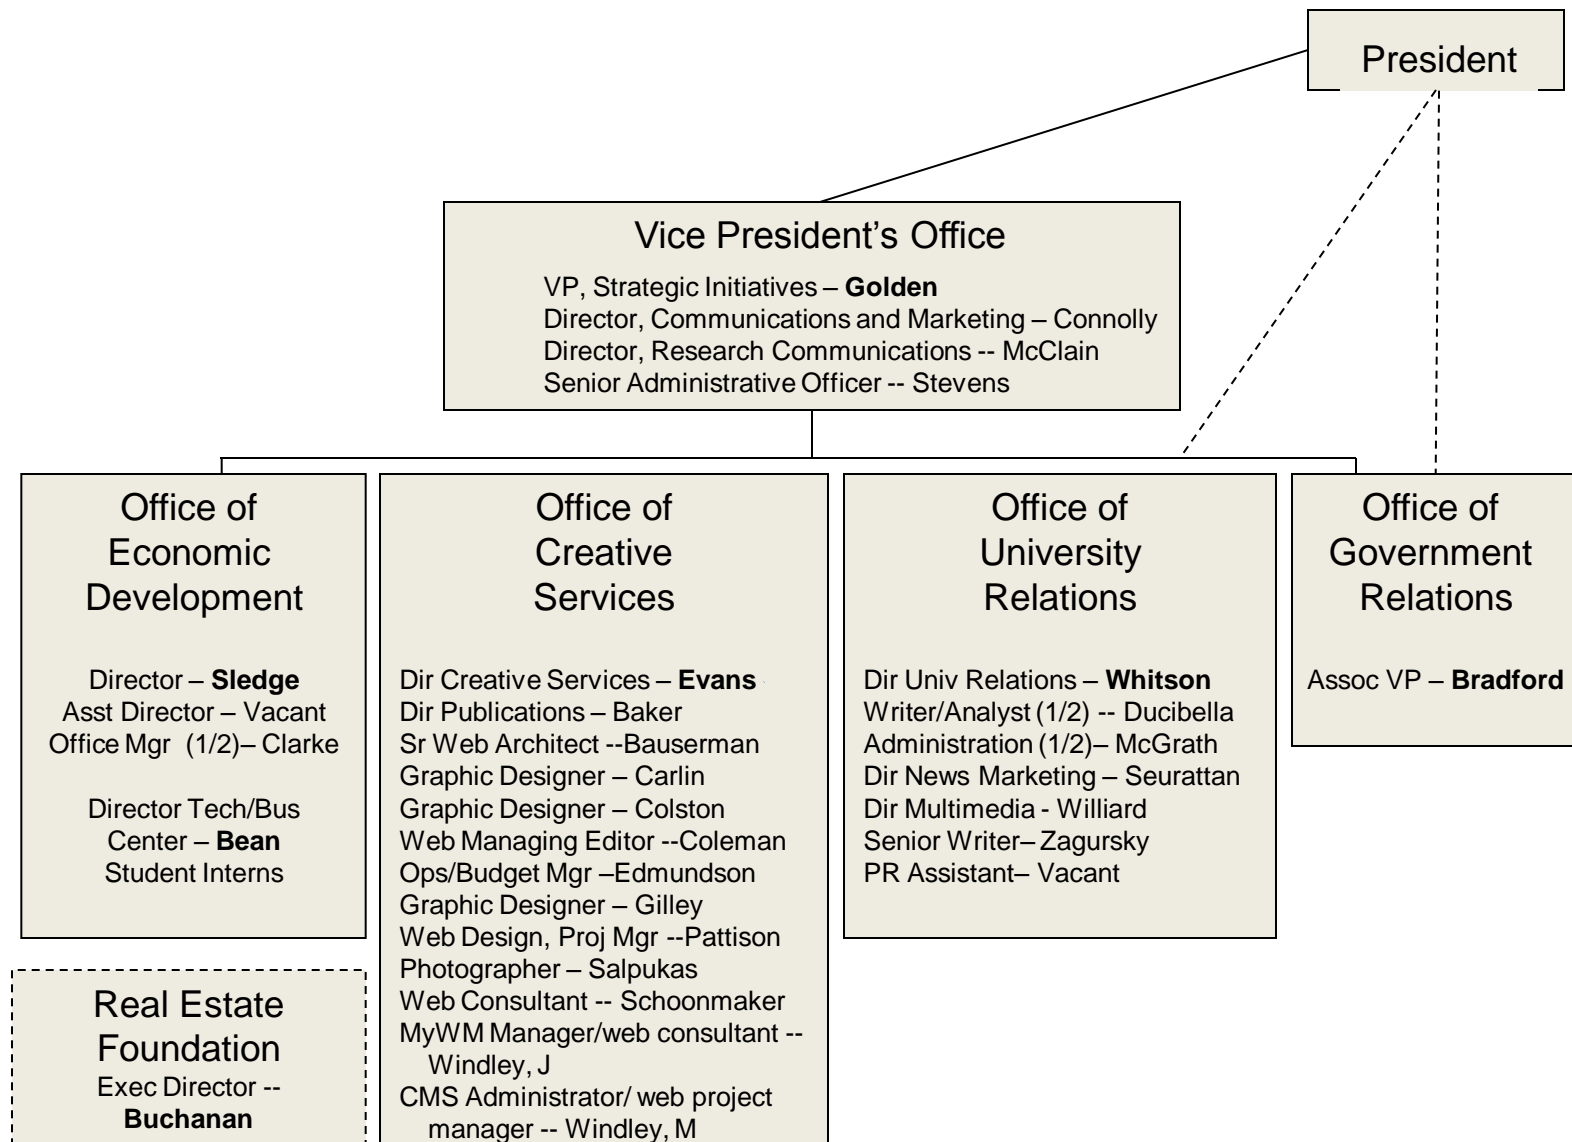 President
Vice President’s Office
VP, Strategic Initiatives – Golden
Director, Communications and Marketing – Connolly
Director, Research Communications -- McClain
Senior Administrative Officer -- Stevens
Office of
Economic
Development
Director – Sledge
Asst Director – Vacant
Office Mgr (1/2)– Clarke
Director Tech/Bus
Center – Bean
Student Interns
Real Estate
Foundation
Exec Director --
Buchanan
Office of
Creative
Services
Dir Creative Services – Evans
Dir Publications – Baker
Sr Web Architect --Bauserman
Graphic Designer – Carlin
Graphic Designer – Colston
Web Managing Editor --Coleman
Ops/Budget Mgr –Edmundson
Graphic Designer – Gilley
Web Design, Proj Mgr --Pattison
Photographer – Salpukas
Web Consultant -- Schoonmaker
MyWM Manager/web consultant --
Windley, J
CMS Administrator/ web project
manager -- Windley, M
Office of
University
Relations
Dir Univ Relations – Whitson
Writer/Analyst (1/2) -- Ducibella
Administration (1/2)– McGrath
Dir News Marketing – Seurattan
Dir Multimedia - Williard
Senior Writer– Zagursky
PR Assistant– Vacant
Office of
Government
Relations
Assoc VP – Bradford